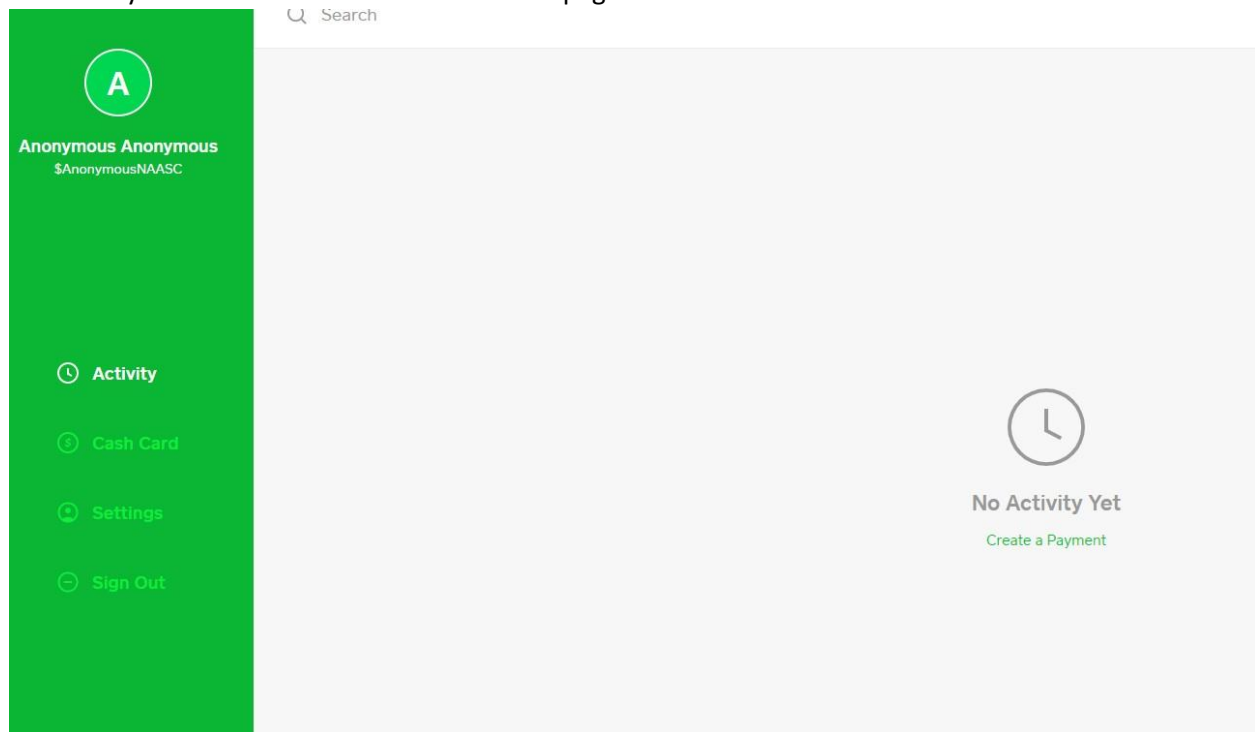 Search
A
Anonymous Anonymous
$AnonymousNAASC
Activity
Cash Card
Settings
Sign Out
No Activity Yet
Create a Payment